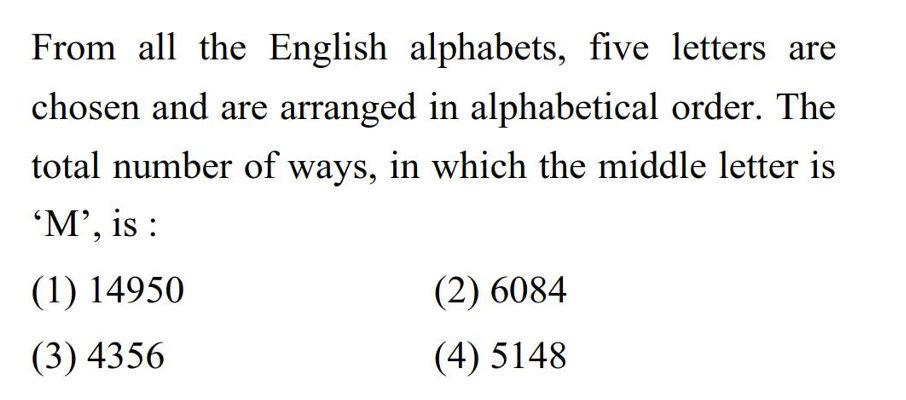 From all the English alphabets, five letters are
chosen and are arranged in alphabetical order. The
total number of ways, in which the middle letter is
‘M’, is :
(1) 14950 (2) 6084
(3) 4356 (4) 5148